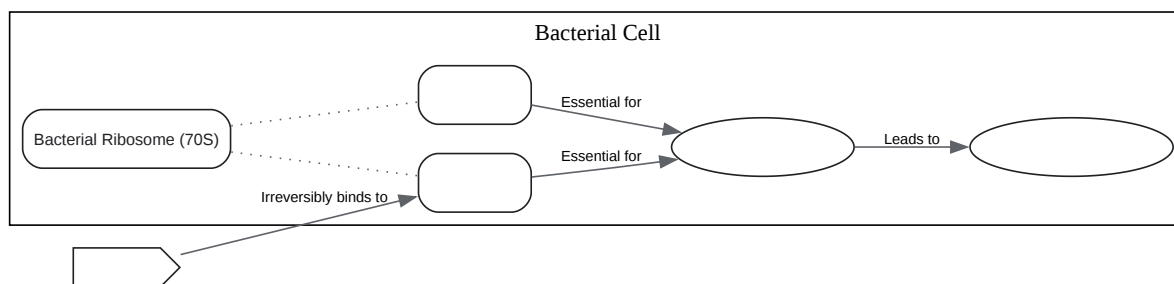 Bacterial Cell
Essential for
Bacterial Ribosome (70S)
Leads to
Essential for
Irreversibly binds to